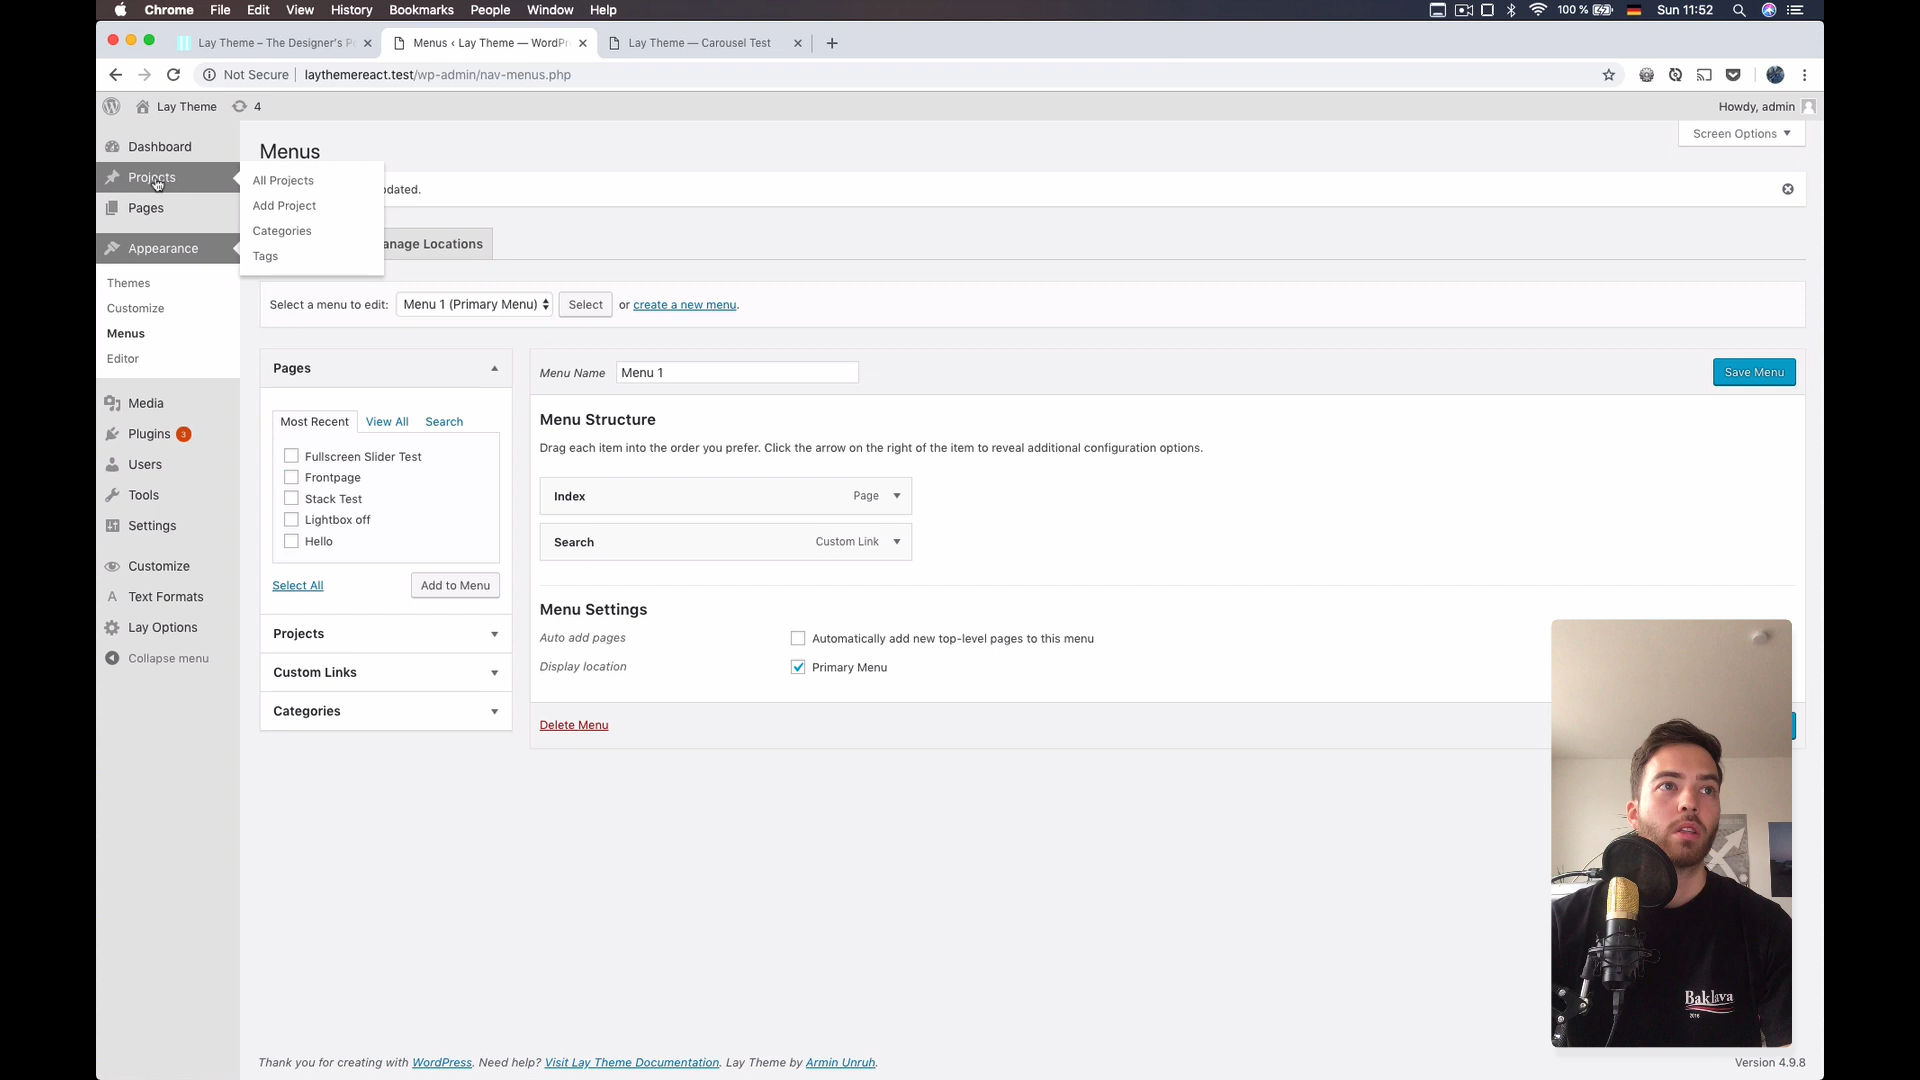 Chrome File Edit View History Bookmarks People Window Help 100 % Sun 11:52
Lay Theme – The Designer's P
Menus ‹ Lay Theme — WordPr
Lay Theme — Carousel Test
Not Secure laythemereact.test/wp-admin/nav-menus.php
Lay Theme 4 Howdy, admin
Screen Options
Dashboard
Projects
Pages
Appearance
Themes
Customize
Menus
Editor
Media
Plugins 3
Users
Tools
Settings
Customize
A Text Formats
Lay Options
Collapse menu
All Projects
Add Project
Categories
Tags
Menus
pdated.
anage Locations
Select a menu to edit: Menu 1 (Primary Menu) Select or create a new menu.
Pages
Most Recent View All Search
Fullscreen Slider Test
Frontpage
Stack Test
Lightbox off
Hello
Select All Add to Menu
Projects
Custom Links
Categories
Menu Name Menu 1 Save Menu
Menu Structure
Drag each item into the order you prefer. Click the arrow on the right of the item to reveal additional configuration options.
Index Page
Search Custom Link
Menu Settings
Auto add pages Automatically add new top-level pages to this menu
Display location Primary Menu
Delete Menu
Baklava
2016
Thank you for creating with WordPress. Need help? Visit Lay Theme Documentation. Lay Theme by Armin Unruh.
Version 4.9.8